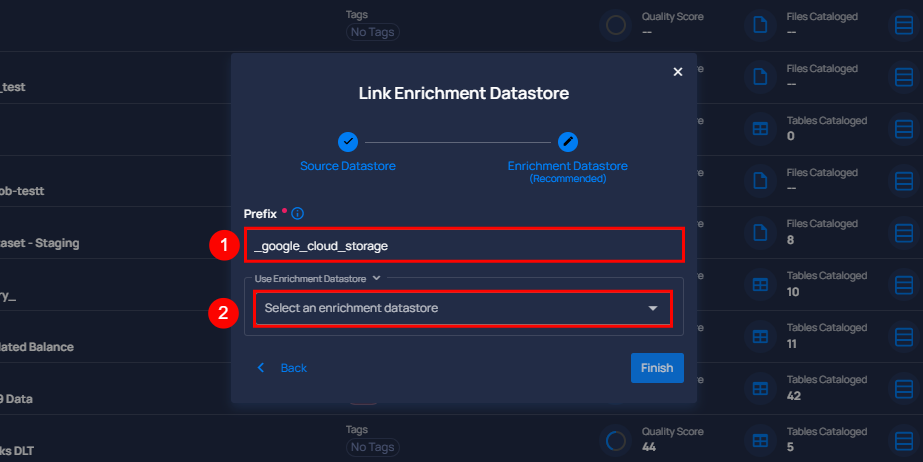 Tags
No Tags
Quality Score
--
Files Cataloged
--
_test
Files Cataloged
--
Tables Cataloged
0
ob-testt
Files Cataloged
--
taset - Staging
Files Cataloged
8
ry_
Tables Cataloged
10
lated Balance
Tables Cataloged
11
9 Data
Tables Cataloged
42
ks DLT
Tags
No Tags
Quality Score
44
Tables Cataloged
5
Link Enrichment Datastore
Source Datastore
Enrichment Datastore
(Recommended)
Prefix *
1
_google_cloud_storage
Use Enrichment Datastore
2
Select an enrichment datastore
Back
Finish